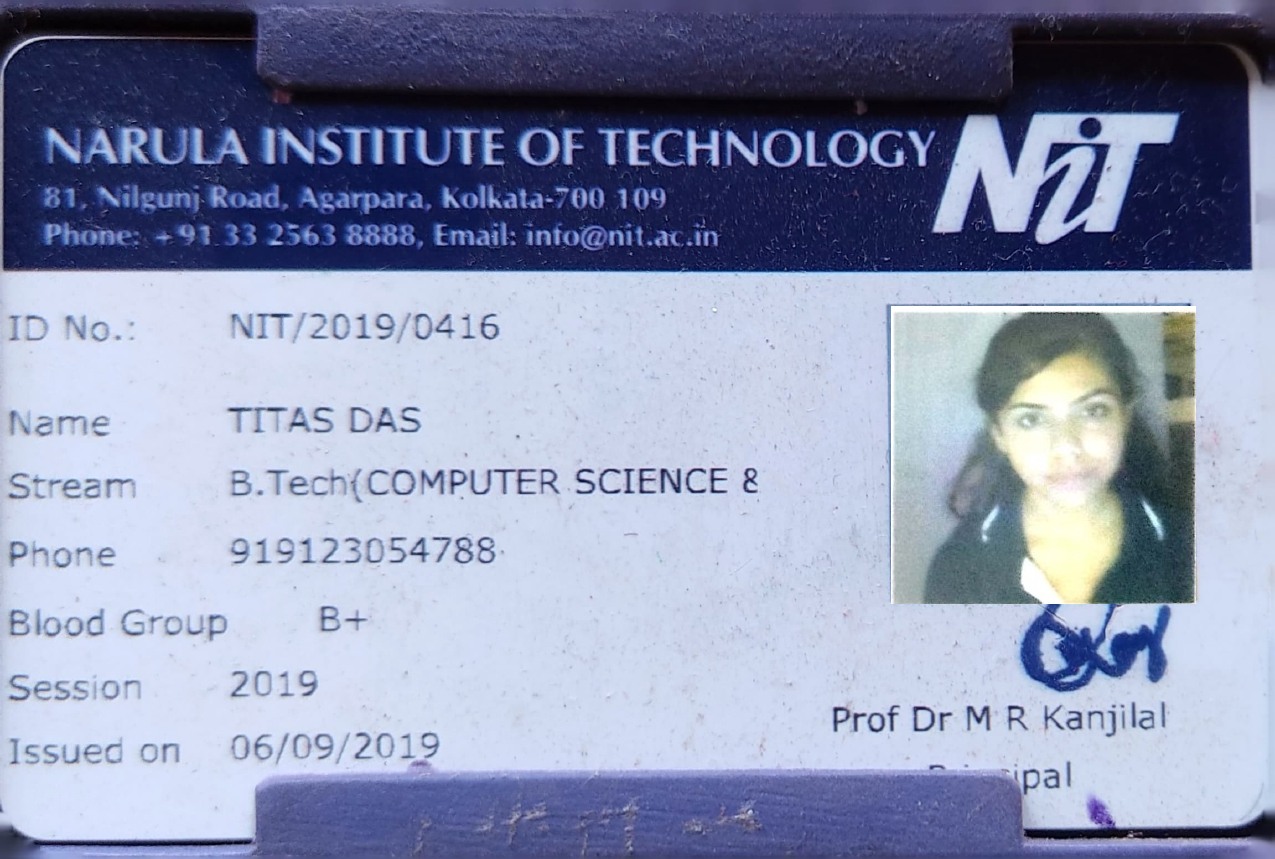 NARULA INSTITUTE OF TECHNOLOGY NiT
81, Nilgunj Road, Agarpara, Kolkata-700 109
Phone: +91 33 2563 8888, Email: info@nit.ac.in
ID No.: NIT/2019/0416
Name TITAS DAS
Stream B.Tech(COMPUTER SCIENCE &
Phone 919123054788
Blood Group B+
Session 2019
Issued on 06/09/2019
Prof Dr M R Kanjilal
Principal